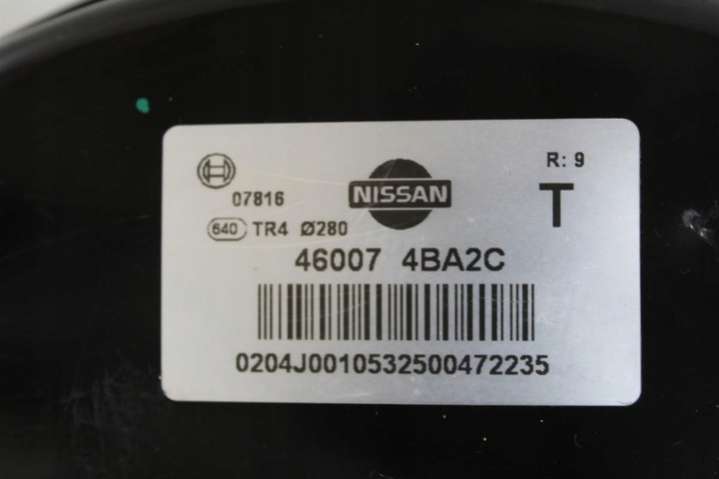 R: 9
07816
NISSAN
T
640 TR4 Ø280
46007 4BA2C
0204J0010532500472235